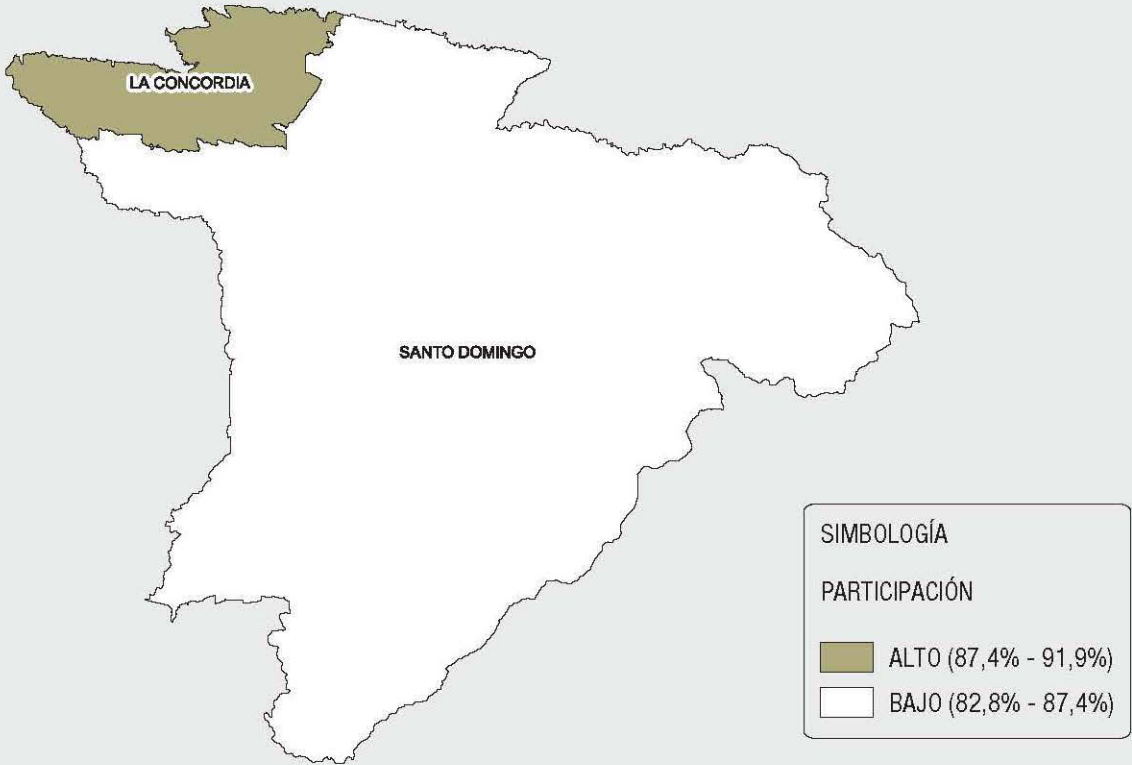 LA CONCORDIA
SANTO DOMINGO
SIMBOLOGÍA
PARTICIPACIÓN
ALTO (87,4% - 91,9%)
BAJO (82,8% - 87,4%)